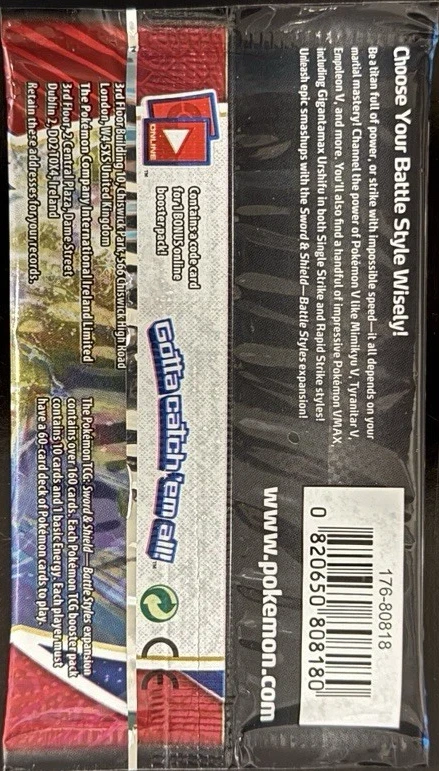 Choose Your Battle Style Wisely!
Be a titan full of power, or strike with impossible speed—it all depends on your
martial mastery! Channel the power of Pokémon V like Mimikyu V, Tyranitar V,
Empoleon V, and more. You'll also find a handful of impressive Pokémon VMAX,
including Gigantamax Urshifu in both Single Strike and Rapid Strike styles!
Unleash epic smashups with the Sword & Shield—Battle Styles expansion!
176-80818
0 820650 808180
www.pokemon.com
ONLINE
™
Contains a code card
for 1 BONUS online
booster pack!
Gotta catch 'em all!™
CE
3rd Floor Building 10, Chiswick Park, 566 Chiswick High Road
London, W4 5XS United Kingdom
The Pokémon Company International Ireland Limited
3rd Floor, 2 Central Plaza, Dame Street
Dublin 2, D02 T0X4, Ireland
Retain these addresses for your records.
The Pokémon TCG: Sword & Shield—Battle Styles expansion
contains over 160 cards. Each Pokémon TCG booster pack
contains 10 cards and 1 basic Energy. Each player must
have a 60-card deck of Pokémon cards to play.